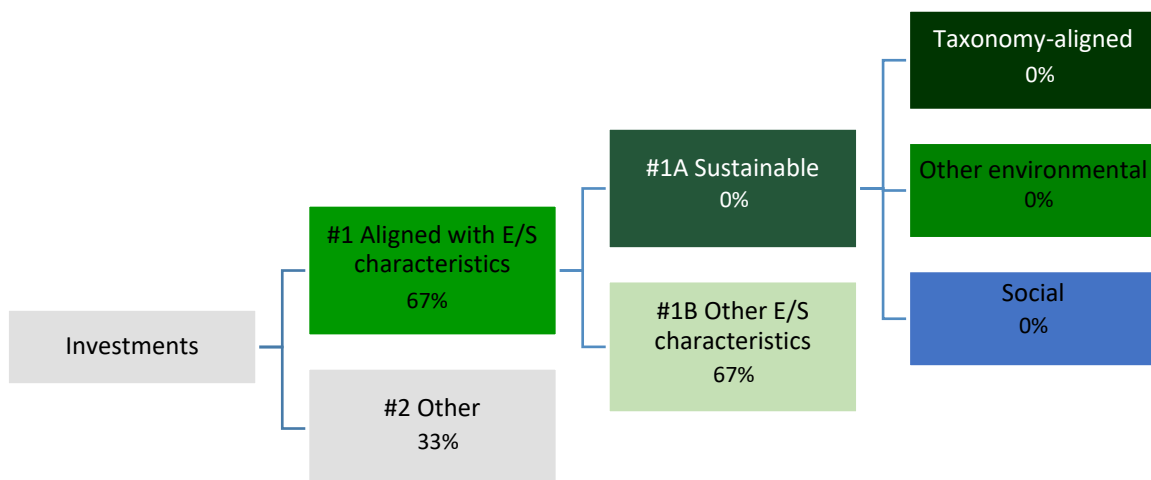 Investments
#1 Aligned with E/S
characteristics
67%
#2 Other
33%
#1A Sustainable
0%
#1B Other E/S
characteristics
67%
Taxonomy-aligned
0%
Other environmental
0%
Social
0%